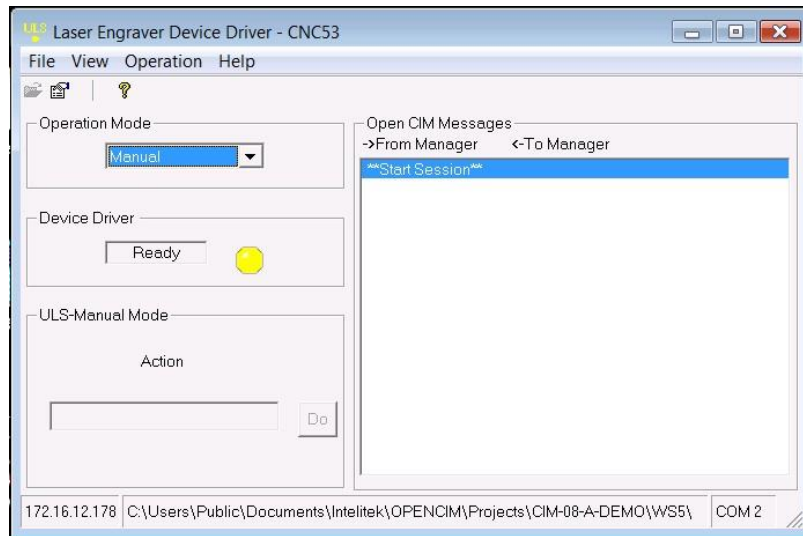 ULS Laser Engraver Device Driver - CNC53
File View Operation Help
Operation Mode
Manual
Device Driver
Ready
ULS-Manual Mode
Action
Do
Open CIM Messages
->From Manager <-To Manager
**Start Session**
172.16.12.178 C:\Users\Public\Documents\Intelitek\OPENCIM\Projects\CIM-08-A-DEMO\WS5\ COM 2